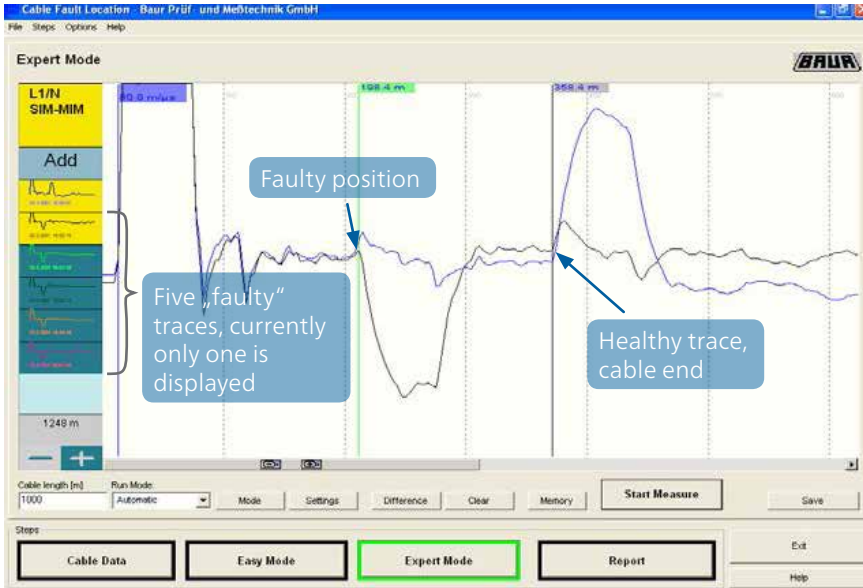 Cable Fault Location - Baur Prüf- und Meßtechnik GmbH
File Steps Options Help
Expert Mode
BAUR
L1/N
SIM-MIM
Add
80.0 m/µs
198.4 m
358.4 m
Faulty position
Five „faulty“
traces, currently
only one is
displayed
Healthy trace,
cable end
1248 m
Cable length [m]
Run Mode:
1000
Automatic
Mode
Settings
Difference
Clear
Memory
Start Measure
Save
Steps
Cable Data
Easy Mode
Expert Mode
Report
Exit
Help